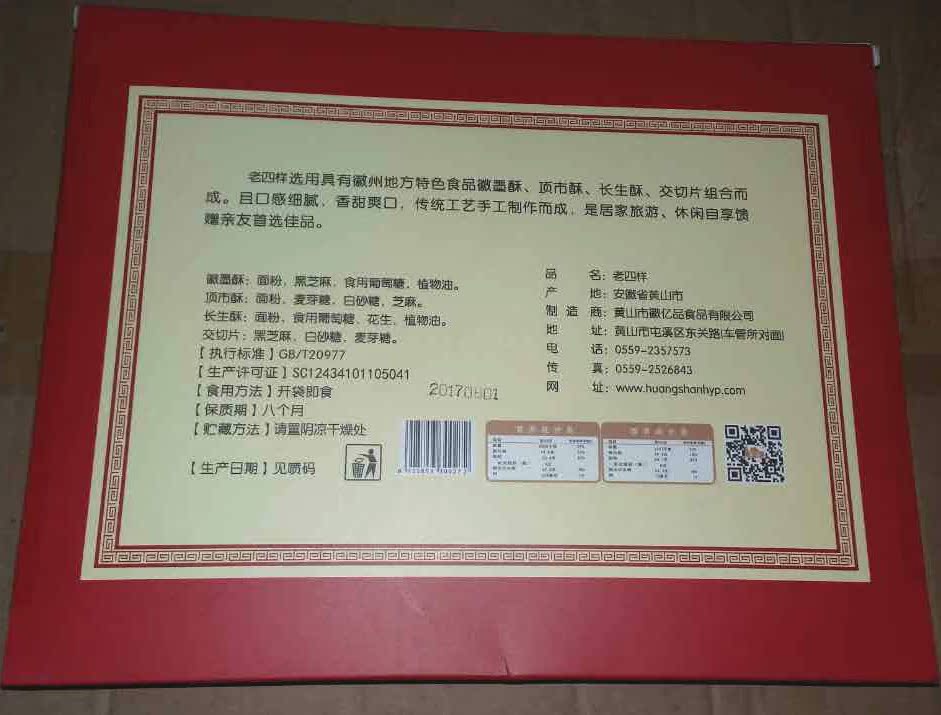 老四样选用具有徽州地方特色食品徽墨酥、顶市酥、长生酥、交切片组合而
成。且口感细腻，香甜爽口，传统工艺手工制作而成，是居家旅游、休闲自享馈
赠亲友首选佳品。
徽墨酥：面粉、黑芝麻、食用葡萄糖、植物油。
顶市酥：面粉、麦芽糖、白砂糖、芝麻。
长生酥：面粉、食用葡萄糖、花生、植物油。
交切片：黑芝麻、白砂糖、麦芽糖。
【执行标准】GB/T20977
【生产许可证】SC12434101105041
【食用方法】开袋即食
【保质期】八个月
【贮藏方法】请置阴凉干燥处
【生产日期】见喷码
20170801
品 名：老四样
产 地：安徽省黄山市
制造商：黄山市徽亿品食品有限公司
地 址：黄山市屯溪区东关路(车管所对面)
电 话：0559-2357573
传 真：0559-2526843
网 址：www.huangshanhyp.com